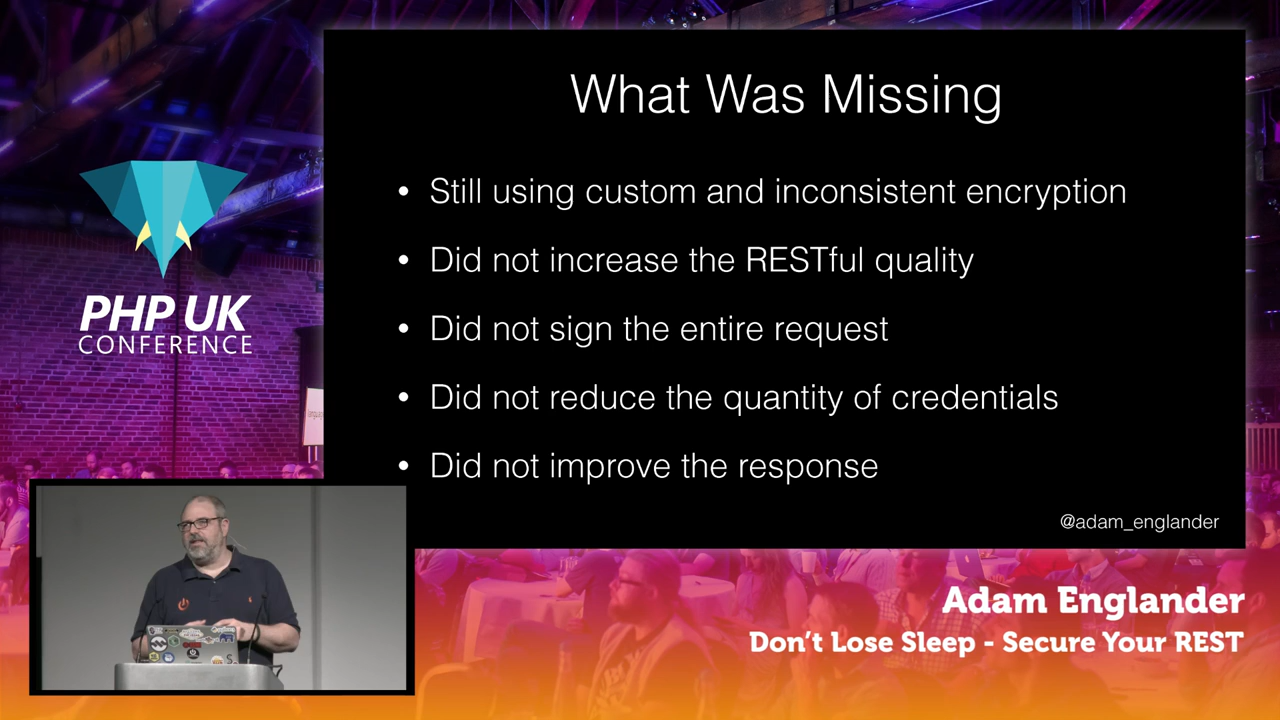 What Was Missing
• Still using custom and inconsistent encryption
• Did not increase the RESTful quality
• Did not sign the entire request
• Did not reduce the quantity of credentials
• Did not improve the response
@adam_englander
PHP UK
CONFERENCE
Adam Englander
Don't Lose Sleep - Secure Your REST